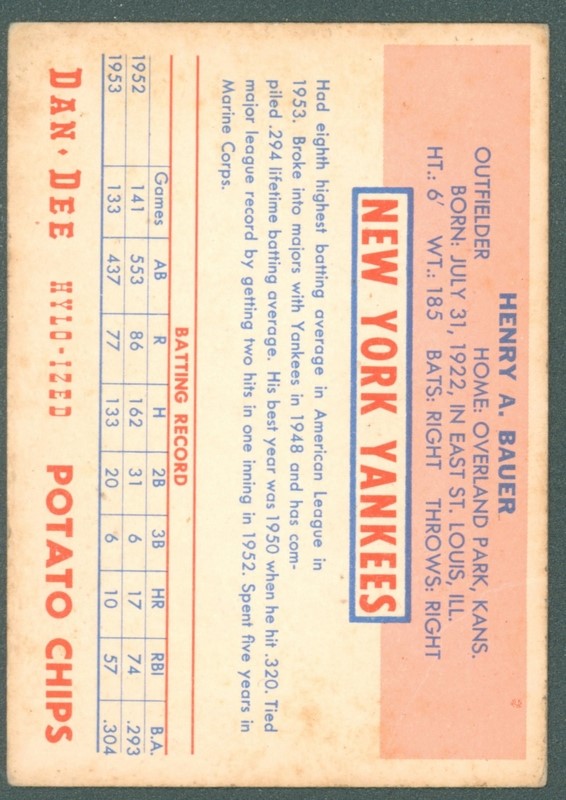 HENRY A. BAUER
OUTFIELDER HOME: OVERLAND PARK, KANS.
BORN: JULY 31, 1922, IN EAST ST. LOUIS, ILL.
HT.: 6' WT.: 185 BATS: RIGHT THROWS: RIGHT
NEW YORK YANKEES
Had eighth highest batting average in American League in
1953. Broke into majors with Yankees in 1948 and has com-
piled .294 lifetime batting average. His best year was 1950 when he hit .320. Tied
major league record by getting two hits in one inning in 1952. Spent five years in
Marine Corps.
BATTING RECORD
Games AB R H 2B 3B HR RBI B.A.
1952 141 553 86 162 31 6 17 74 .293
1953 133 437 77 133 20 6 10 57 .304
DAN·DEE HYLO-IZED POTATO CHIPS